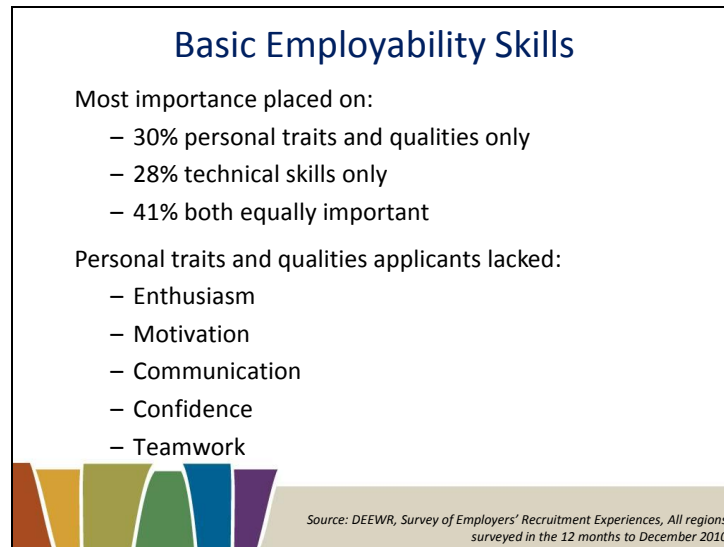 Basic Employability Skills
Most importance placed on:
– 30% personal traits and qualities only
– 28% technical skills only
– 41% both equally important
Personal traits and qualities applicants lacked:
– Enthusiasm
– Motivation
– Communication
– Confidence
– Teamwork
Source: DEEWR, Survey of Employers' Recruitment Experiences, All regions
surveyed in the 12 months to December 2010